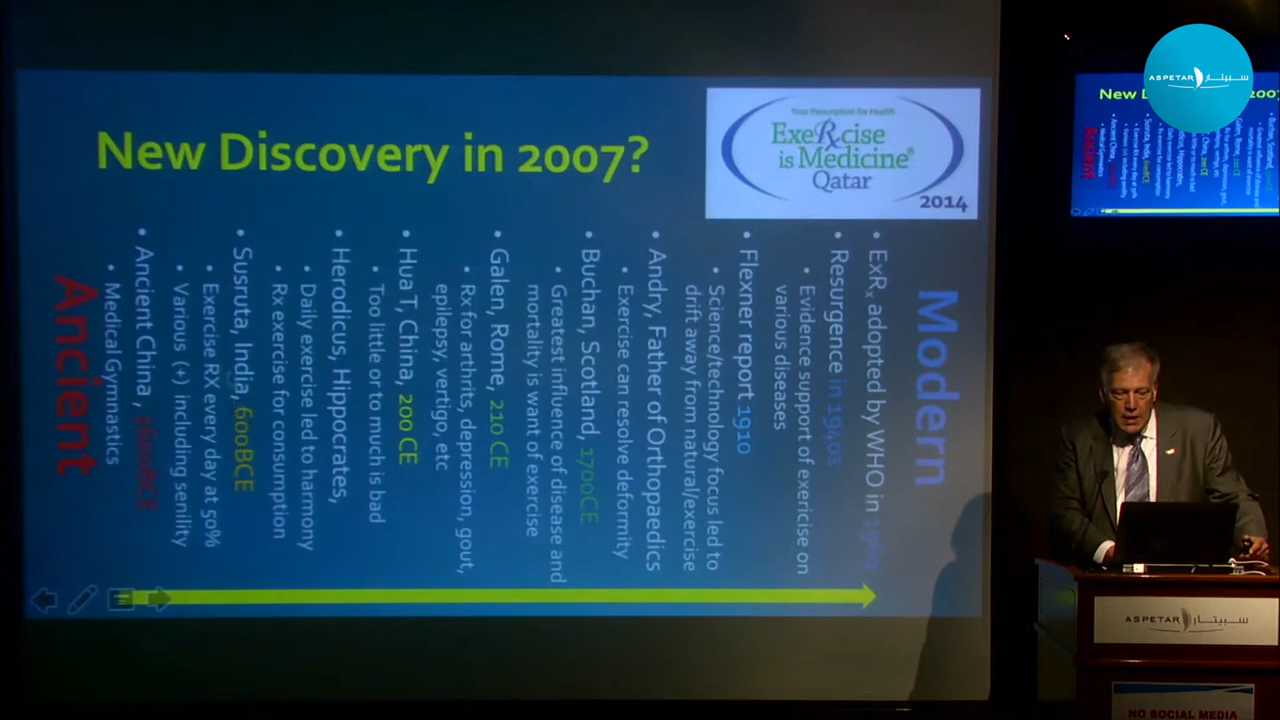 New Discovery in 2007?
Your Prescription for Health
ExeRcise
is Medicine®
Qatar
2014
Modern
• ExRx adopted by WHO in 1969
• Resurgence in 1940s
• Evidence support of exericise on
various diseases
• Flexner report 1910
• Science/technology focus led to
drift away from natural/exercise
• Andry, Father of Orthopaedics
• Exercise can resolve deformity
• Buchan, Scotland, 1700CE
• Greatest influence of disease and
mortality is want of exercise
• Galen, Rome, 210 CE
• Rx for arthrits, depression, gout,
epilepsy, vertigo, etc
• Hua T, China, 200 CE
• Too little or to much is bad
• Herodicus, Hippocrates,
• Daily exercise led to harmony
• Rx exercise for consumption
• Susruta, India, 600BCE
• Exercise RX every day at 50%
• Various (+) including senility
• Ancient China , 1600BCE
• Medical Gymnastics
Ancient
ASPETAR سبيتار
New D
2007
ASPETAR سبيتار
NO SOCIAL MEDIA